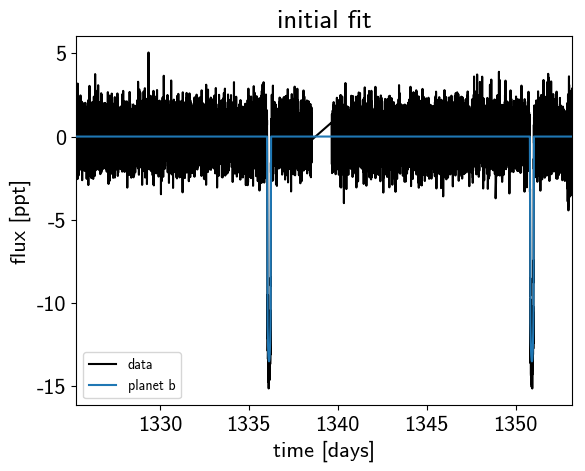 initial fit
5
0
-5
-10
-15
flux [ppt]
data
planet b
1330
1335
1340
1345
1350
time [days]